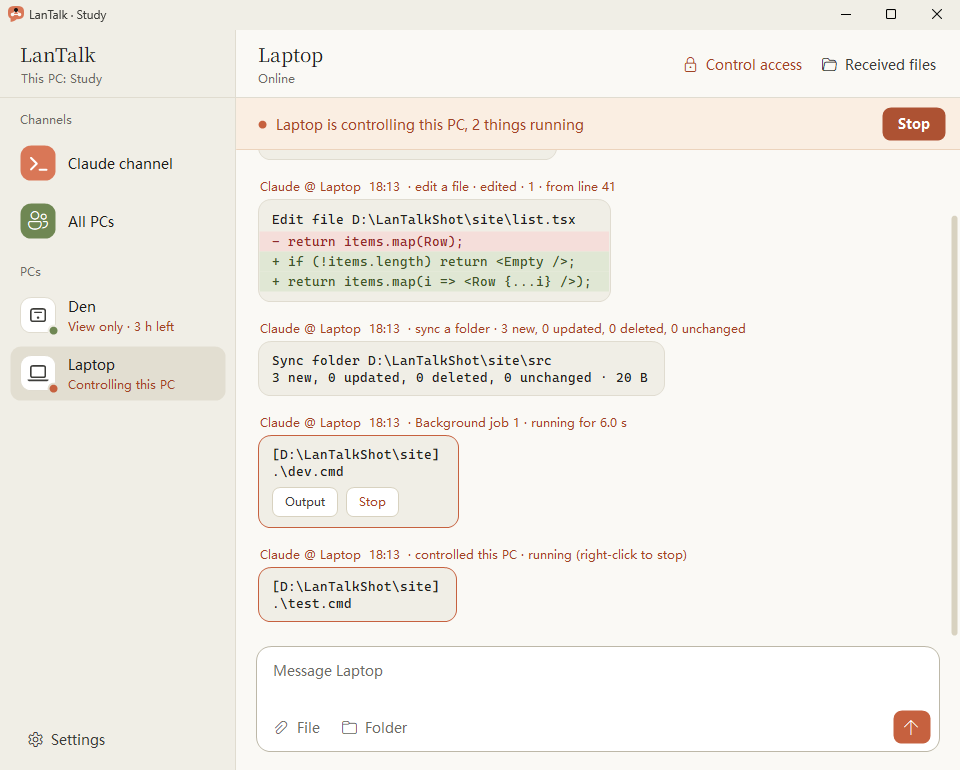 LanTalk · Study
LanTalk
This PC: Study
Channels
Claude channel
All PCs
PCs
Den
View only · 3 h left
Laptop
Controlling this PC
Settings
Laptop
Online
Control access
Received files
Laptop is controlling this PC, 2 things running
Stop
Claude @ Laptop 18:13 · edit a file · edited · 1 · from line 41
Edit file D:\LanTalkShot\site\list.tsx
- return items.map(Row);
+ if (!items.length) return <Empty />;
+ return items.map(i => <Row {...i} />);
Claude @ Laptop 18:13 · sync a folder · 3 new, 0 updated, 0 deleted, 0 unchanged
Sync folder D:\LanTalkShot\site\src
3 new, 0 updated, 0 deleted, 0 unchanged · 20 B
Claude @ Laptop 18:13 · Background job 1 · running for 6.0 s
[D:\LanTalkShot\site]
.\dev.cmd
Output
Stop
Claude @ Laptop 18:13 · controlled this PC · running (right-click to stop)
[D:\LanTalkShot\site]
.\test.cmd
Message Laptop
File
Folder